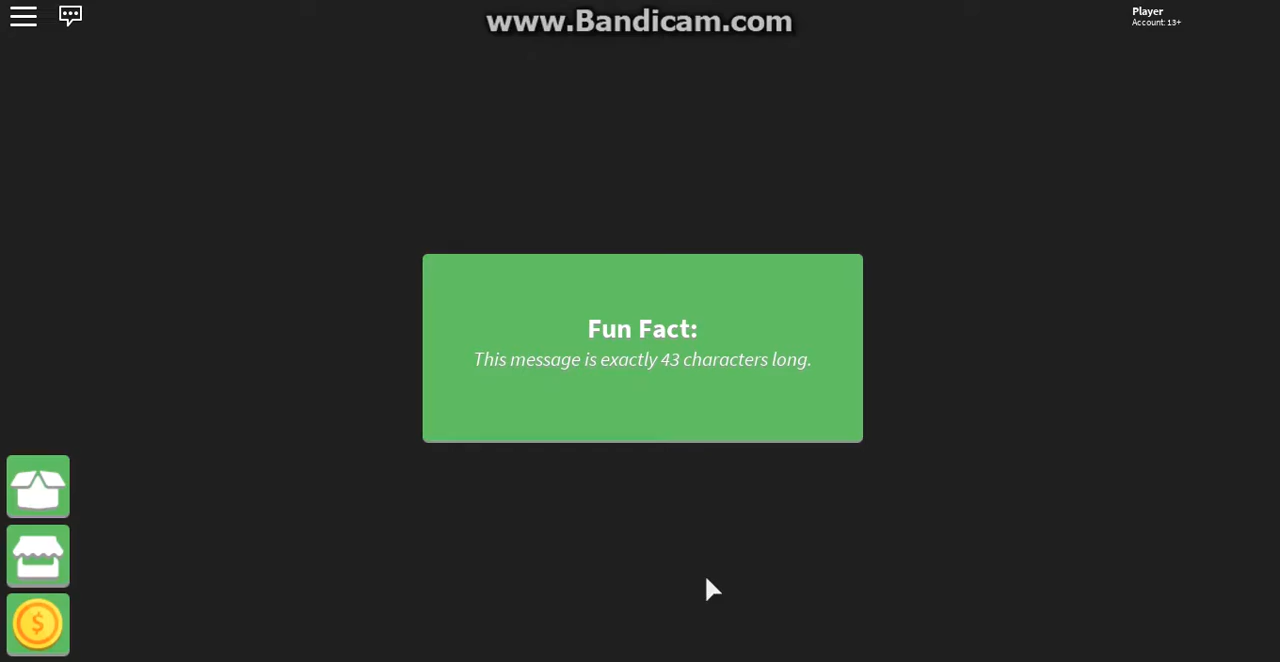 www.Bandicam.com
Player
Account: 13+
Fun Fact:
This message is exactly 43 characters long.
$